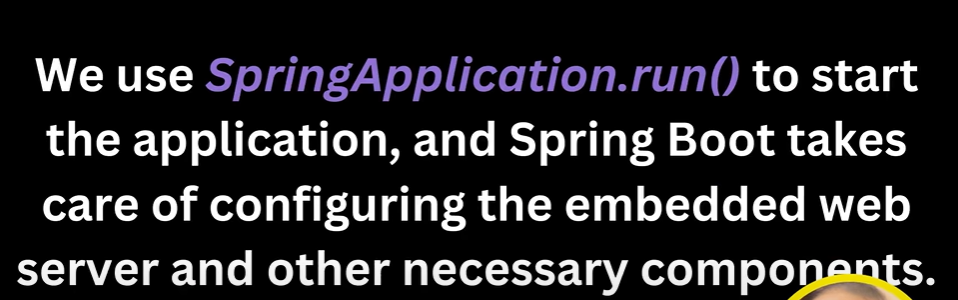 We use SpringApplication.run() to start
the application, and Spring Boot takes
care of configuring the embedded web
server and other necessary components.